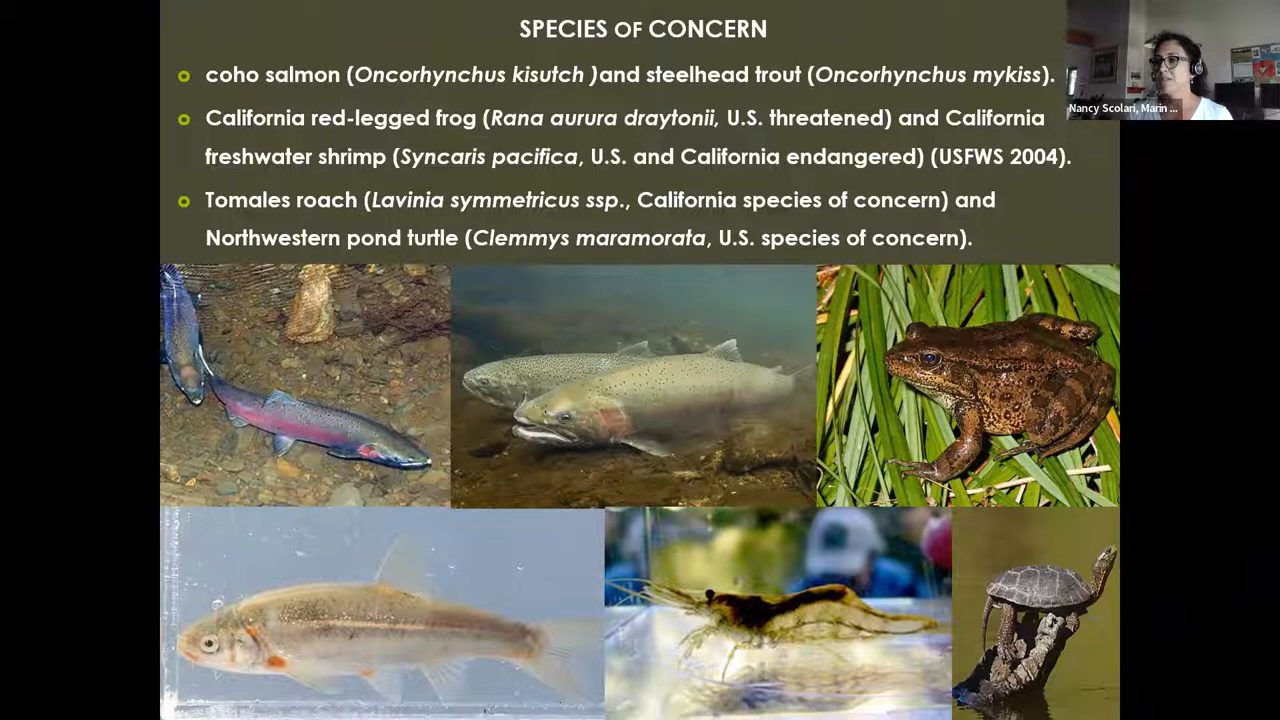 SPECIES OF CONCERN
coho salmon (Oncorhynchus kisutch )and steelhead trout (Oncorhynchus mykiss).
California red-legged frog (Rana aurura draytonii, U.S. threatened) and California
freshwater shrimp (Syncaris pacifica, U.S. and California endangered) (USFWS 2004).
Tomales roach (Lavinia symmetricus ssp., California species of concern) and
Northwestern pond turtle (Clemmys maramorata, U.S. species of concern).
Nancy Scolari, Marin ...